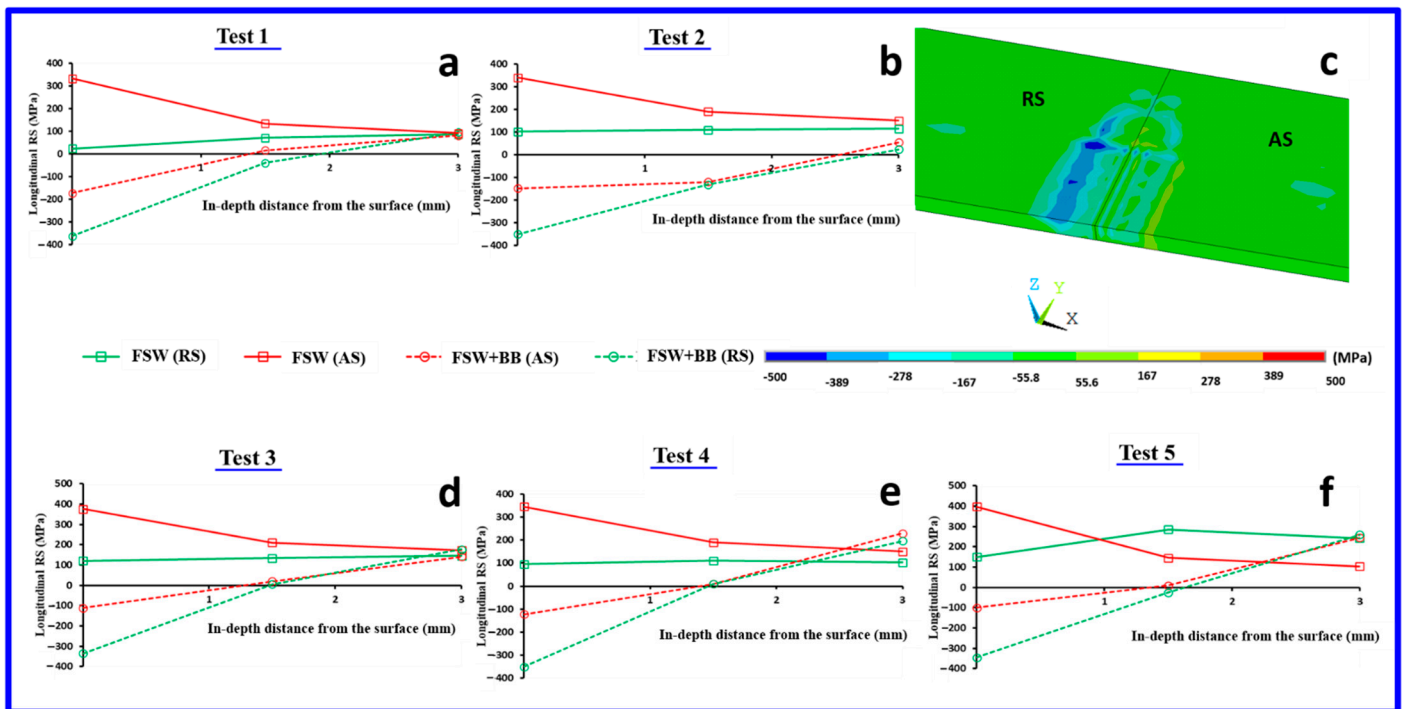 Test 1
a
Longitudinal RS (MPa)
400
300
200
100
0
−100
−200
−300
−400
1
2
3
In-depth distance from the surface (mm)
Test 2
b
Longitudinal RS (MPa)
400
300
200
100
0
−100
−200
−300
−400
1
2
3
In-depth distance from the surface (mm)
c
RS
AS
Z
Y
X
FSW (RS)
FSW (AS)
FSW+BB (AS)
FSW+BB (RS)
(MPa)
-500
-389
-278
-167
-55.8
55.6
167
278
389
500
Test 3
d
Longitudinal RS (MPa)
500
400
300
200
100
0
−100
−200
−300
−400
1
2
3
In-depth distance from the surface (mm)
Test 4
e
Longitudinal RS (MPa)
400
300
200
100
0
−100
−200
−300
−400
1
2
3
In-depth distance from the surface (mm)
Test 5
f
Longitudinal RS (MPa)
500
400
300
200
100
0
−100
−200
−300
−400
1
2
3
In-depth distance from the surface (mm)